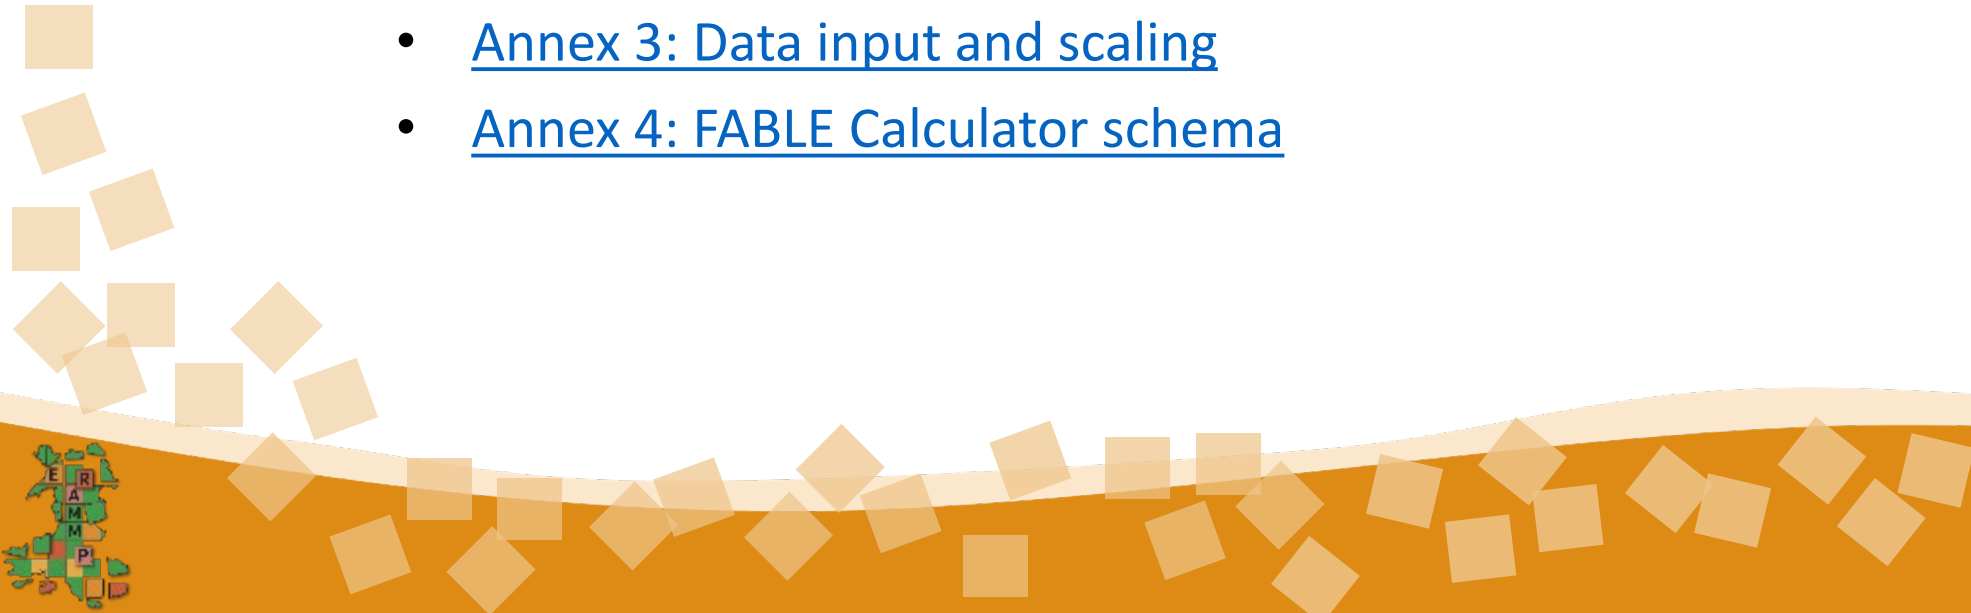 • Annex 3: Data input and scaling
• Annex 4: FABLE Calculator schema
E R
A
M
M
P